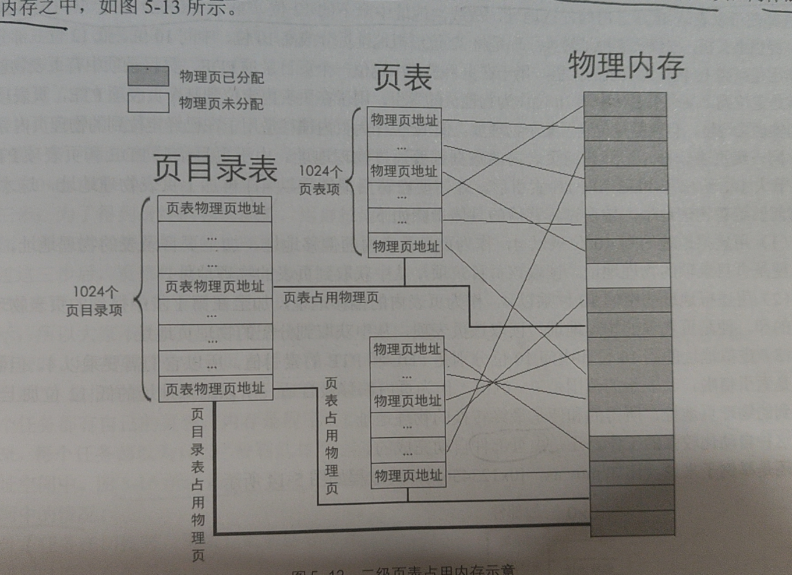 内存之中，如图 5-13 所示。
物理页已分配
物理页未分配
页表
物理内存
页目录表
1024个
页表项
物理页地址
...
物理页地址
...
...
物理页地址
1024个
页目录项
页表物理页地址
...
...
页表物理页地址
...
...
...
页表物理页地址
页表占用物理页
物理页地址
...
物理页地址
...
...
物理页地址
页表占用物理页
页目录表占用物理页
二级页表占用内存示意